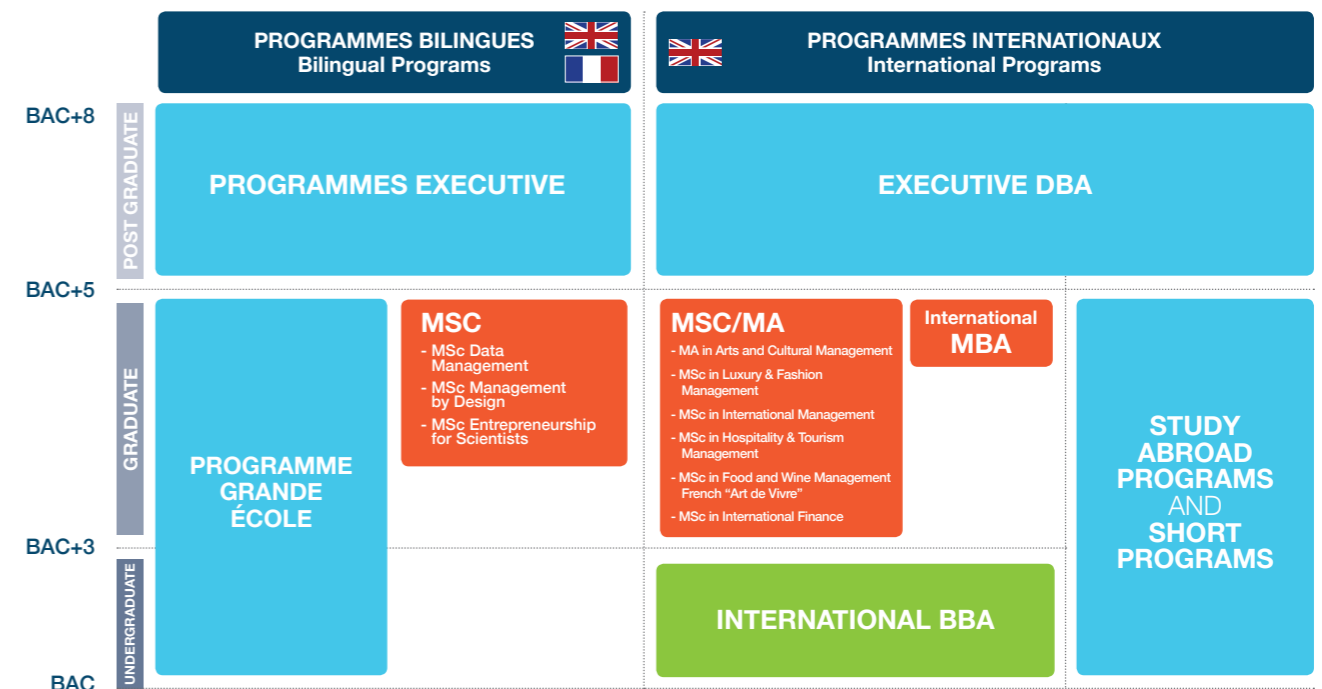 PROGRAMMES BILINGUES
Bilingual Programs
PROGRAMMES INTERNATIONAUX
International Programs
BAC+8
POST GRADUATE
PROGRAMMES EXECUTIVE
EXECUTIVE DBA
BAC+5
GRADUATE
PROGRAMME
GRANDE
ÉCOLE
MSC
- MSc Data
Management
- MSc Management
by Design
- MSc Entrepreneurship
for Scientists
MSC/MA
- MA in Arts and Cultural Management
- MSc in Luxury & Fashion
Management
- MSc in International Management
- MSc in Hospitality & Tourism
Management
- MSc in Food and Wine Management
French “Art de Vivre”
- MSc in International Finance
International
MBA
STUDY
ABROAD
PROGRAMS
AND
SHORT
PROGRAMS
BAC+3
UNDERGRADUATE
INTERNATIONAL BBA
BAC